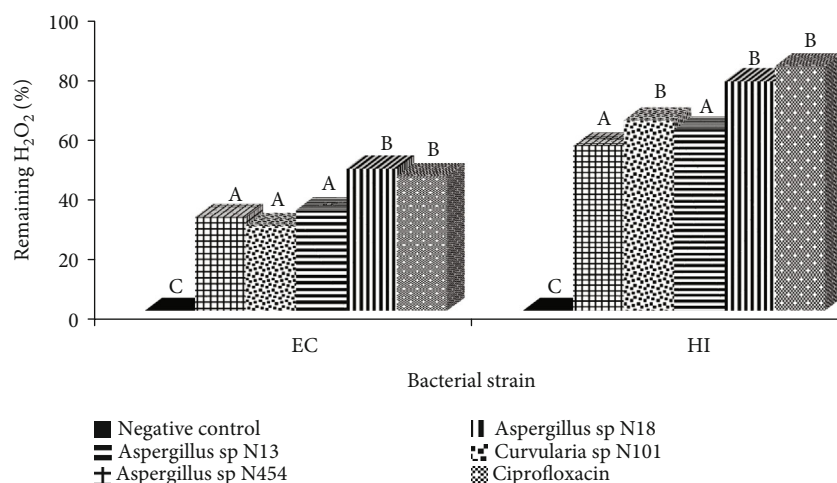 100
80
60
40
20
0
Remaining H₂O₂ (%)
C A A A B B
C A B A B B
EC HI
Bacterial strain
Negative control
Aspergillus sp N13
Aspergillus sp N454
Aspergillus sp N18
Curvularia sp N101
Ciprofloxacin